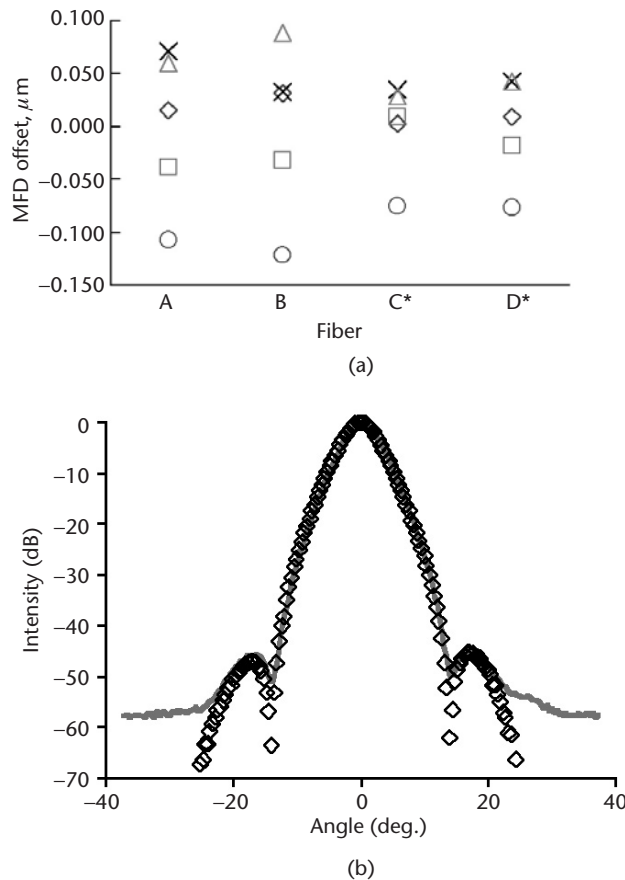 0.100
0.050
0.000
−0.050
−0.100
−0.150
MFD offset, μm
A B C* D*
Fiber
(a)
0
−10
−20
−30
−40
−50
−60
−70
Intensity (dB)
−40 −20 0 20 40
Angle (deg.)
(b)